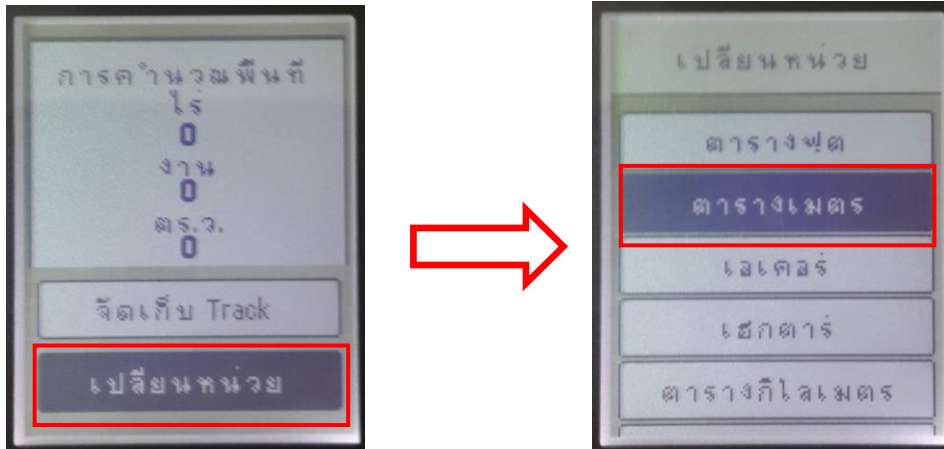 การคำนวณพื้นที่
ไร่
0
งาน
0
ตร.ว.
0
จัดเก็บ Track
เปลี่ยนหน่วย
เปลี่ยนหน่วย
ตารางฟุต
ตารางเมตร
เอเคอร์
เฮกตาร์
ตารางกิโลเมตร